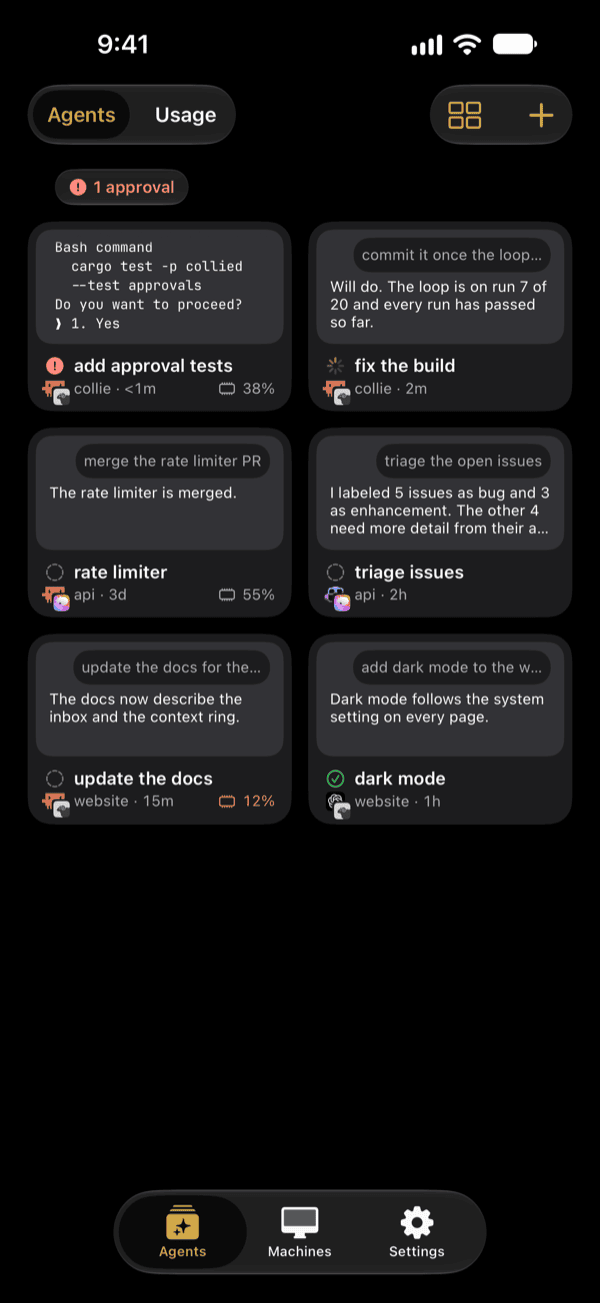 9:41
Agents
Usage
1 approval
Bash command
cargo test -p collied
--test approvals
Do you want to proceed?
❯ 1. Yes
add approval tests
collie · <1m
38%
commit it once the loop...
Will do. The loop is on run 7 of
20 and every run has passed
so far.
fix the build
collie · 2m
merge the rate limiter PR
The rate limiter is merged.
rate limiter
api · 3d
55%
triage the open issues
I labeled 5 issues as bug and 3
as enhancement. The other 4
need more detail from their a...
triage issues
api · 2h
update the docs for the...
The docs now describe the
inbox and the context ring.
update the docs
website · 15m
12%
add dark mode to the w...
Dark mode follows the system
setting on every page.
dark mode
website · 1h
Agents
Machines
Settings